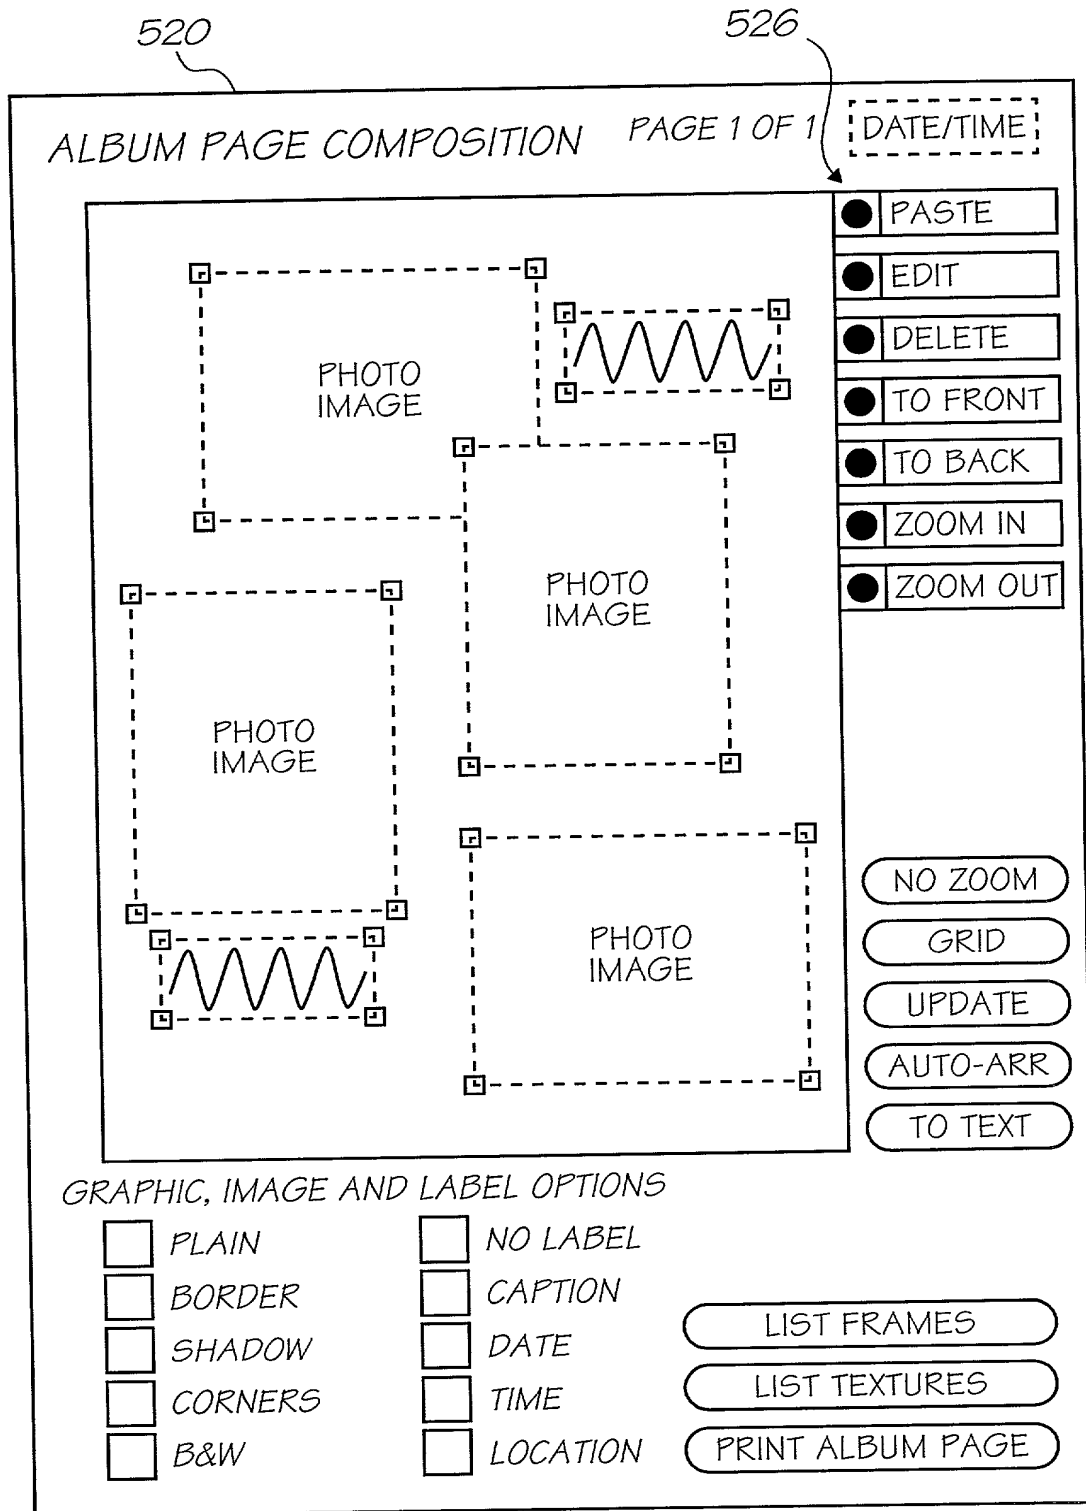 520
526
ALBUM PAGE COMPOSITION
PAGE 1 OF 1
DATE/TIME
PASTE
EDIT
DELETE
TO FRONT
TO BACK
ZOOM IN
ZOOM OUT
PHOTO
IMAGE
PHOTO
IMAGE
PHOTO
IMAGE
PHOTO
IMAGE
NO ZOOM
GRID
UPDATE
AUTO-ARR
TO TEXT
GRAPHIC, IMAGE AND LABEL OPTIONS
PLAIN
BORDER
SHADOW
CORNERS
B&W
NO LABEL
CAPTION
DATE
TIME
LOCATION
LIST FRAMES
LIST TEXTURES
PRINT ALBUM PAGE